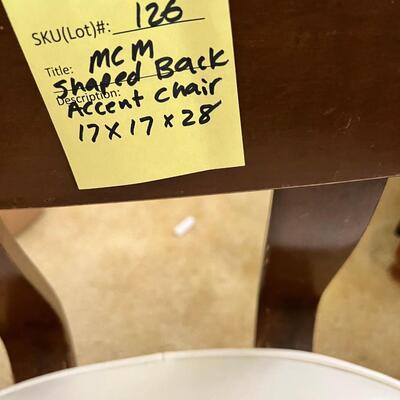 SKU(Lot)#: 126
Title: MCM
Shaped Back
Description:
Accent Chair
17 x 17 x 28